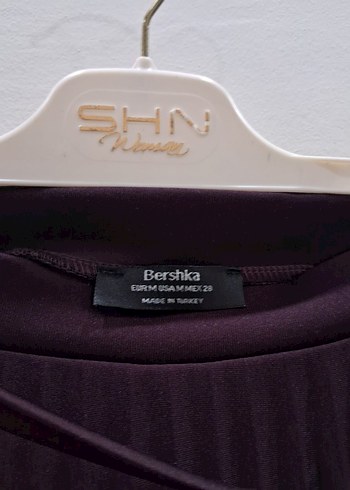 SHN
Woman
Bershka
EUR M USA M MEX 28
MADE IN TURKEY